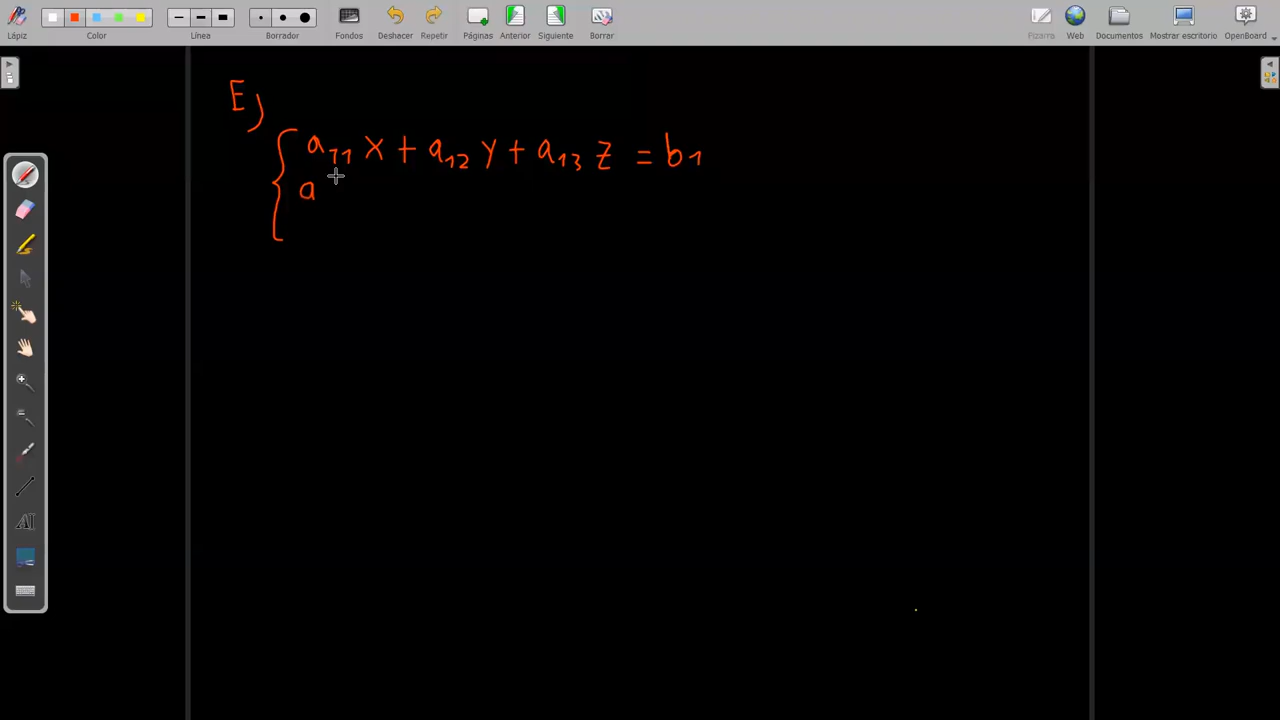 Lápiz Color Línea Borrador Fondos Deshacer Repetir Páginas Anterior Siguiente Borrar Pizarra Web Documentos Mostrar escritorio OpenBoard
E)
a₁₁ x + a₁₂ y + a₁₃ z = b₁
a
AI